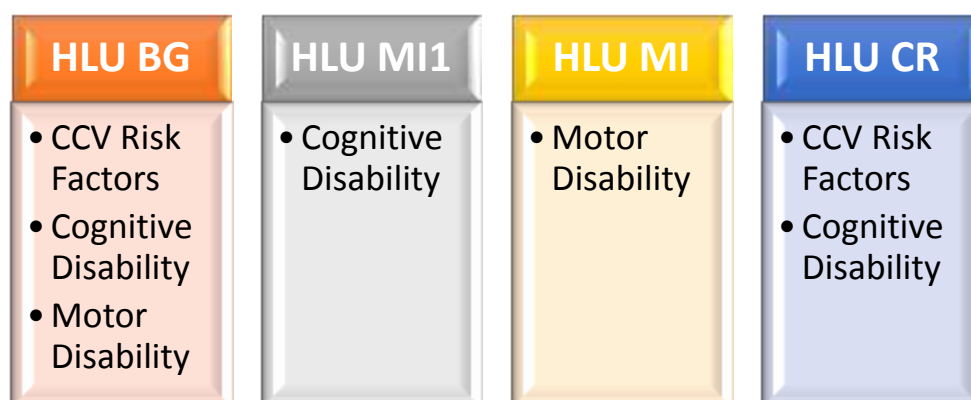 HLU BG
• CCV Risk
Factors
• Cognitive
Disability
• Motor
Disability
HLU MI1
• Cognitive
Disability
HLU MI
• Motor
Disability
HLU CR
• CCV Risk
Factors
• Cognitive
Disability